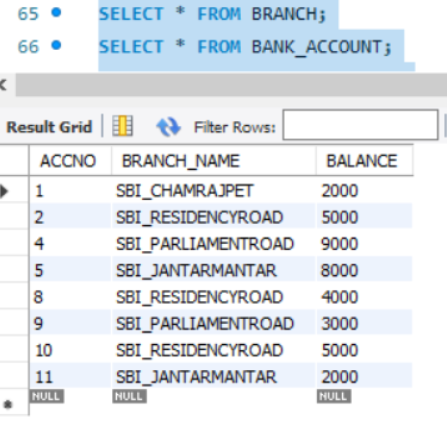 65 SELECT * FROM BRANCH;
66 SELECT * FROM BANK_ACCOUNT;
Result Grid Filter Rows:
ACCNO BRANCH_NAME BALANCE
1 SBI_CHAMRAJPET 2000
2 SBI_RESIDENCYROAD 5000
4 SBI_PARLIAMENTROAD 9000
5 SBI_JANTARMANTAR 8000
8 SBI_RESIDENCYROAD 4000
9 SBI_PARLIAMENTROAD 3000
10 SBI_RESIDENCYROAD 5000
11 SBI_JANTARMANTAR 2000
NULL NULL NULL